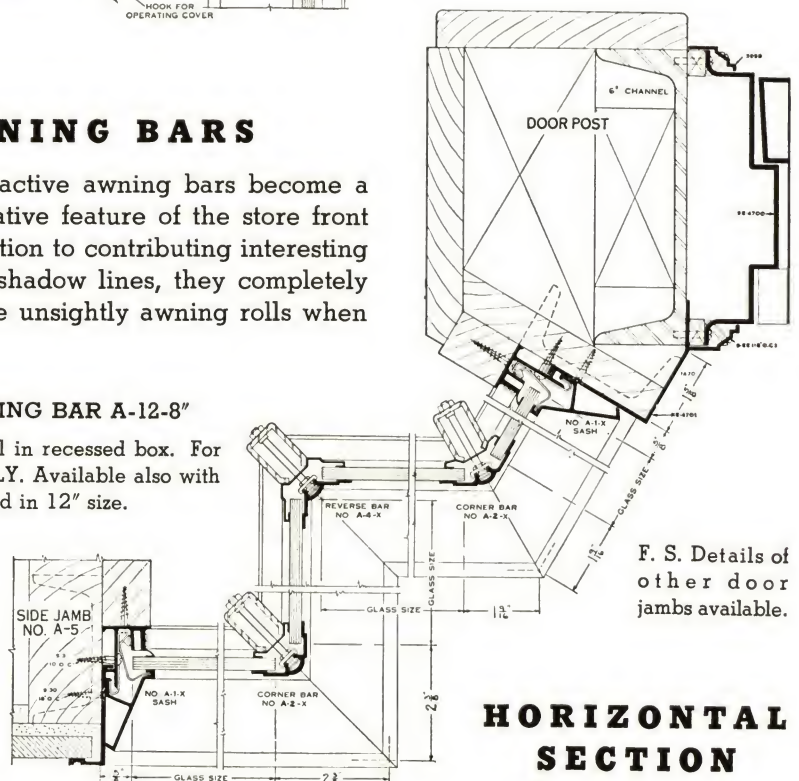 HOOK FOR
OPERATING COVER
NING BARS
active awning bars become a
ative feature of the store front
tion to contributing interesting
shadow lines, they completely
e unsightly awning rolls when
ING BAR A-12-8"
l in recessed box. For
LY. Available also with
d in 12" size.
6" CHANNEL
DOOR POST
NO. A-1-X
SASH
GLASS SIZE
REVERSE BAR
NO A-4-X
CORNER BAR
NO. A-2-X
GLASS SIZE
GLASS SIZE
F. S. Details of
other door
jambs available.
SIDE JAMB
NO. A-5
NO. A-1-X
SASH
CORNER BAR
NO A-2-X
GLASS SIZE
HORIZONTAL
SECTION